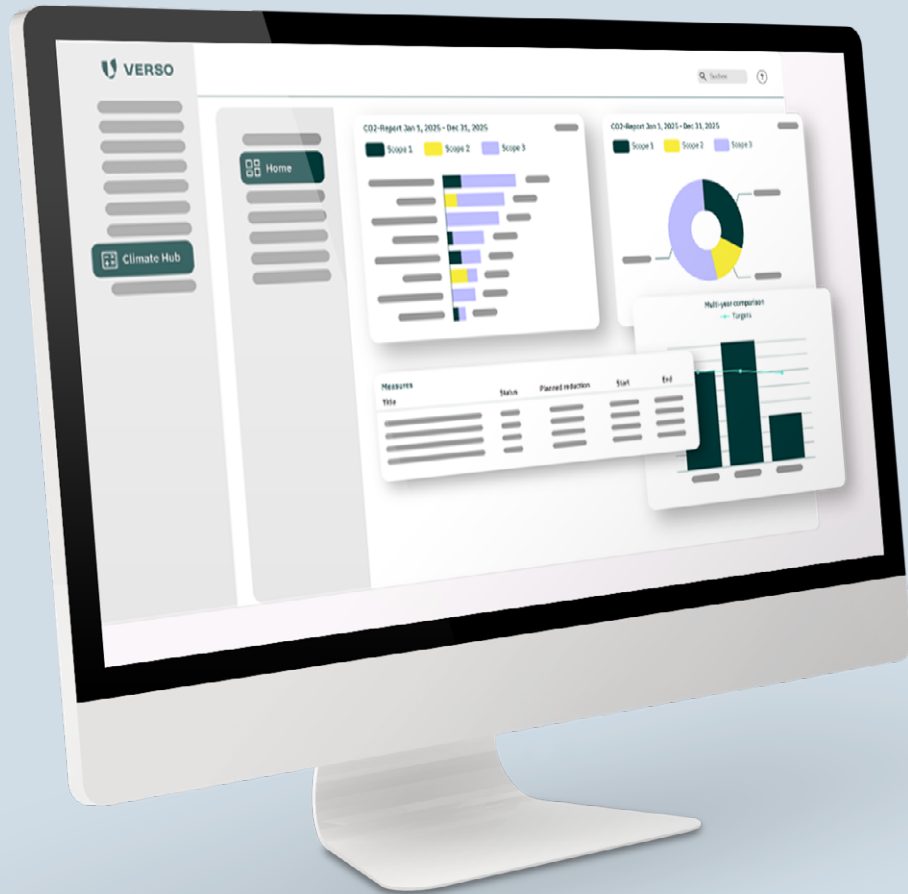 VERSO
Suchen
?
Climate Hub
Home
CO2-Report Jan 1, 2025 - Dec 31, 2025
Scope 1 Scope 2 Scope 3
CO2-Report Jan 1, 2025 - Dec 31, 2025
Scope 1 Scope 2 Scope 3
Multi-year comparison
Targets
Measures
Title Status Planned reduction Start End